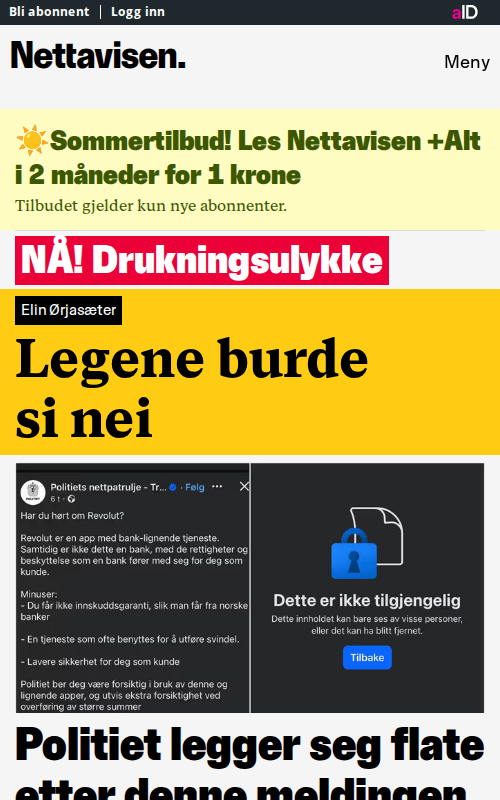 Bli abonnent | Logg inn
aID
Nettavisen.
Meny
☀️Sommertilbud! Les Nettavisen +Alt
i 2 måneder for 1 krone
Tilbudet gjelder kun nye abonnenter.
NÅ! Drukningsulykke
Elin Ørjasæter
Legene burde
si nei
Politiets nettpatrulje - Tr... · Følg
6 t ·
Har du hørt om Revolut?
Revolut er en app med bank-lignende tjeneste.
Samtidig er ikke dette en bank, med de rettigheter og
beskyttelse som en bank fører med seg for deg som
kunde.
Minuser:
- Du får ikke innskuddsgaranti, slik man får fra norske
banker
- En tjeneste som ofte benyttes for å utføre svindel.
- Lavere sikkerhet for deg som kunde
Politiet ber deg være forsiktig i bruk av denne og
lignende apper, og utvis ekstra forsiktighet ved
overføring av større summer
Dette er ikke tilgjengelig
Dette innholdet kan bare ses av visse personer,
eller det kan ha blitt fjernet.
Tilbake
Politiet legger seg flate
etter denne meldingen